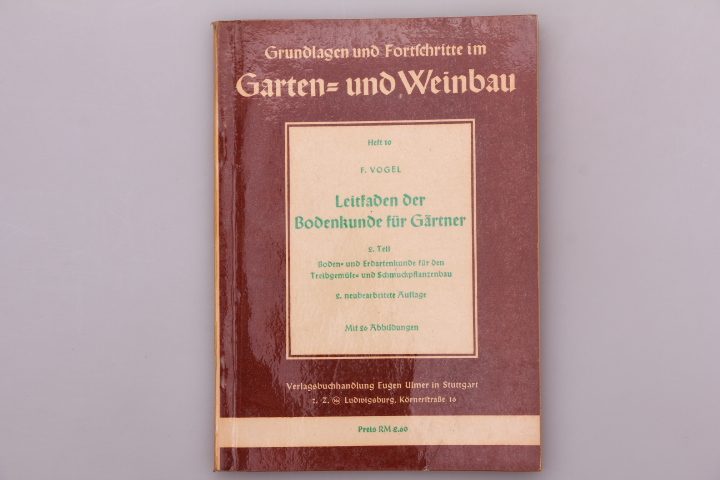 Grundlagen und Fortschritte im
Garten- und Weinbau
Heft 10
F. VOGEL
Leitfaden der
Bodenkunde für Gärtner
2. Teil
Boden- und Erdartenkunde für den
Treibgemüse- und Schmuckpflanzenbau
2. neubearbeitete Auflage
Mit 26 Abbildungen
Verlagsbuchhandlung Eugen Ulmer in Stuttgart
z. Z. Ludwigsburg, Körnerstraße 16
Preis RM 2.60